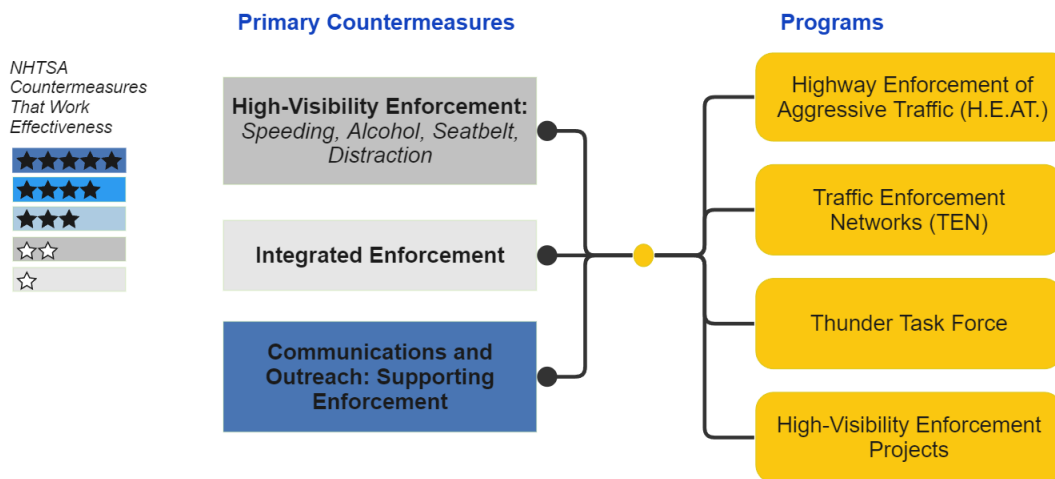 Primary Countermeasures
Programs
NHTSA
Countermeasures
That Work
Effectiveness
High-Visibility Enforcement:
Speeding, Alcohol, Seatbelt,
Distraction
Integrated Enforcement
Communications and
Outreach: Supporting
Enforcement
Highway Enforcement of
Aggressive Traffic (H.E.AT.)
Traffic Enforcement
Networks (TEN)
Thunder Task Force
High-Visibility Enforcement
Projects